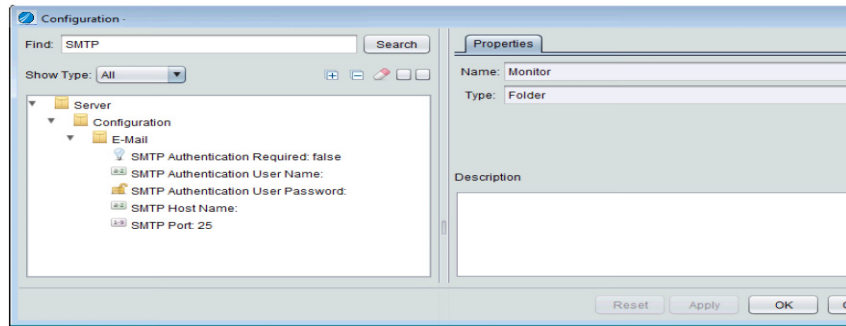 Configuration -
Find: SMTP Search
Show Type: All
Server
Configuration
E-Mail
SMTP Authentication Required: false
SMTP Authentication User Name:
SMTP Authentication User Password:
SMTP Host Name:
SMTP Port: 25
Properties
Name: Monitor
Type: Folder
Description
Reset Apply OK